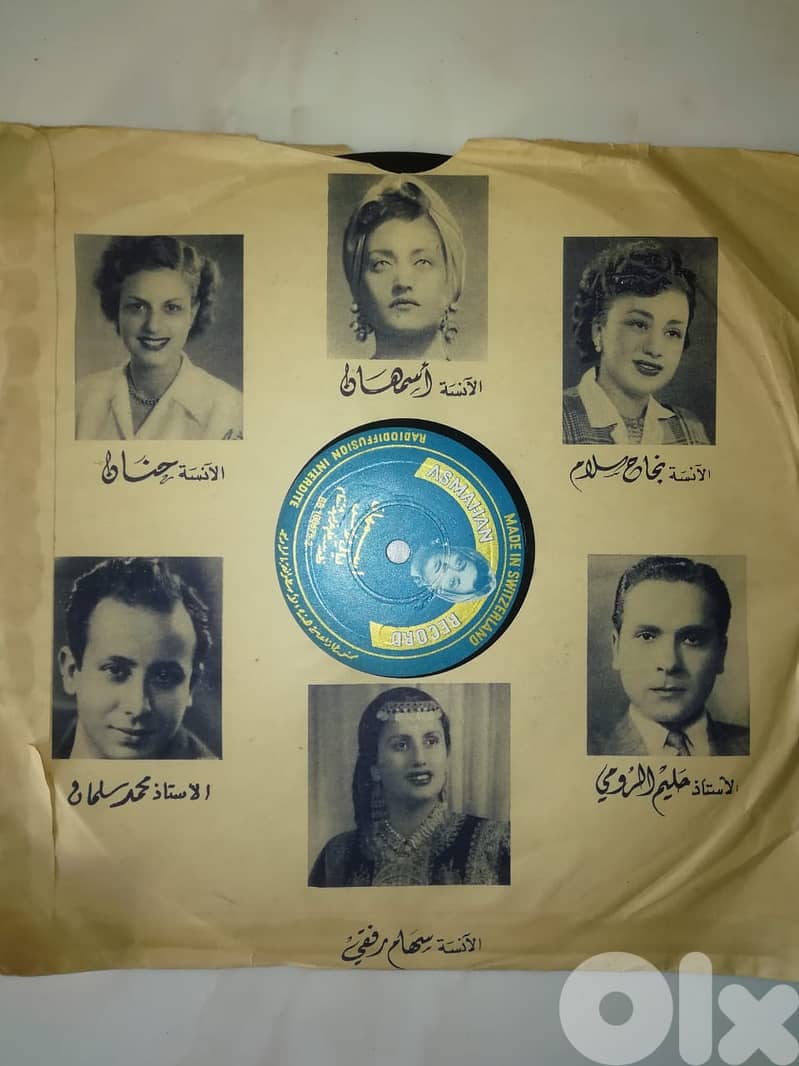 الآنسة أسمهان
الآنسة حنان
الآنسة نجاح سلام
RADIODIFFUSION INTERDITE
MADE IN SWITZERLAND
ASMAHAN
RECORD
الاستاذ محمد سلمان
الاستاذ حليم الرومي
الآنسة سهام رفقي
OLX